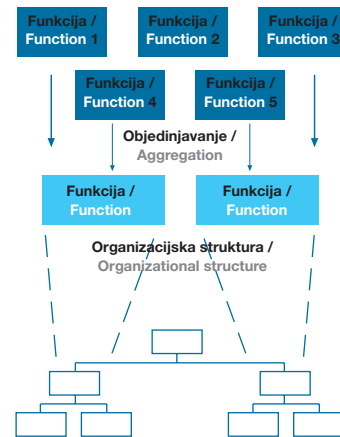 Funkcija /
Function 1
Funkcija /
Function 2
Funkcija /
Function 3
Funkcija /
Function 4
Funkcija /
Function 5
Objedinjavanje /
Aggregation
Funkcija /
Function
Funkcija /
Function
Organizacijska struktura /
Organizational structure